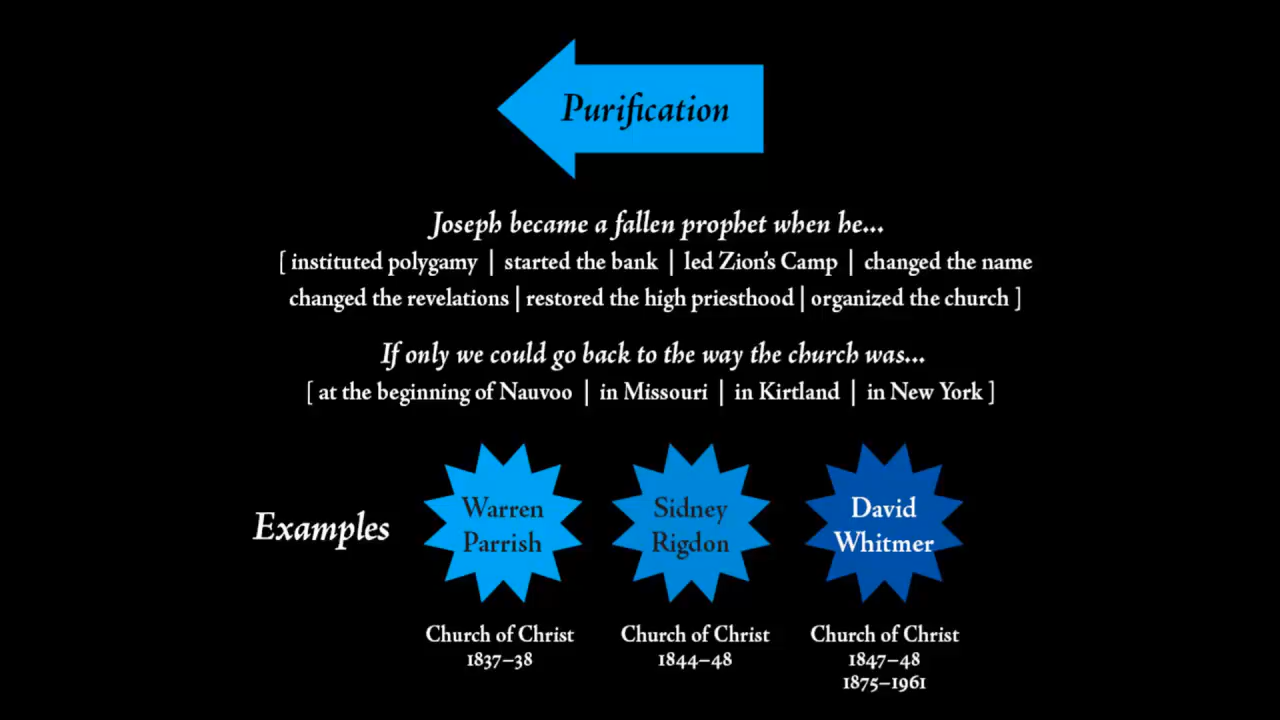 Purification
Joseph became a fallen prophet when he...
[ instituted polygamy | started the bank | led Zion's Camp | changed the name
changed the revelations | restored the high priesthood | organized the church ]
If only we could go back to the way the church was...
[ at the beginning of Nauvoo | in Missouri | in Kirtland | in New York ]
Examples
Warren
Parrish
Church of Christ
1837–38
Sidney
Rigdon
Church of Christ
1844–48
David
Whitmer
Church of Christ
1847–48
1875–1961